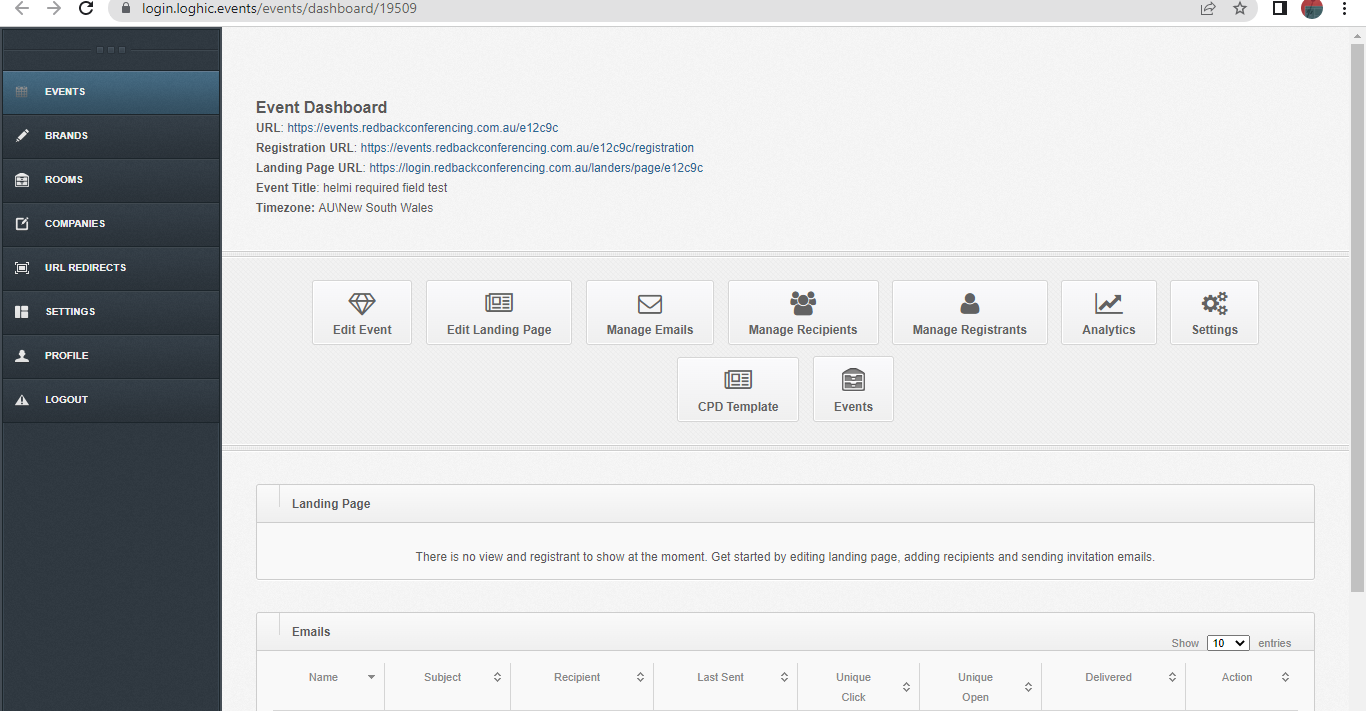 login.loghic.events/events/dashboard/19509
EVENTS
BRANDS
ROOMS
COMPANIES
URL REDIRECTS
SETTINGS
PROFILE
LOGOUT
Event Dashboard
URL: https://events.redbackconferencing.com.au/e12c9c
Registration URL: https://events.redbackconferencing.com.au/e12c9c/registration
Landing Page URL: https://login.redbackconferencing.com.au/landers/page/e12c9c
Event Title: helmi required field test
Timezone: AU\New South Wales
Edit Event
Edit Landing Page
Manage Emails
Manage Recipients
Manage Registrants
Analytics
Settings
CPD Template
Events
Landing Page
There is no view and registrant to show at the moment. Get started by editing landing page, adding recipients and sending invitation emails.
Emails
Show 10 entries
Name
Subject
Recipient
Last Sent
Unique
Click
Unique
Open
Delivered
Action